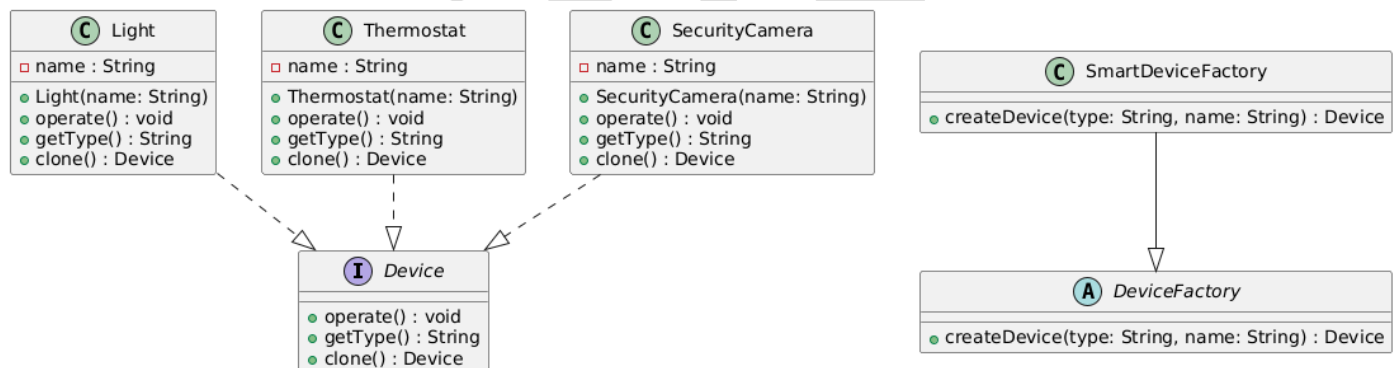 C Light
name : String
Light(name: String)
operate() : void
getType() : String
clone() : Device
C Thermostat
name : String
Thermostat(name: String)
operate() : void
getType() : String
clone() : Device
C SecurityCamera
name : String
SecurityCamera(name: String)
operate() : void
getType() : String
clone() : Device
C SmartDeviceFactory
createDevice(type: String, name: String) : Device
I Device
operate() : void
getType() : String
clone() : Device
A DeviceFactory
createDevice(type: String, name: String) : Device